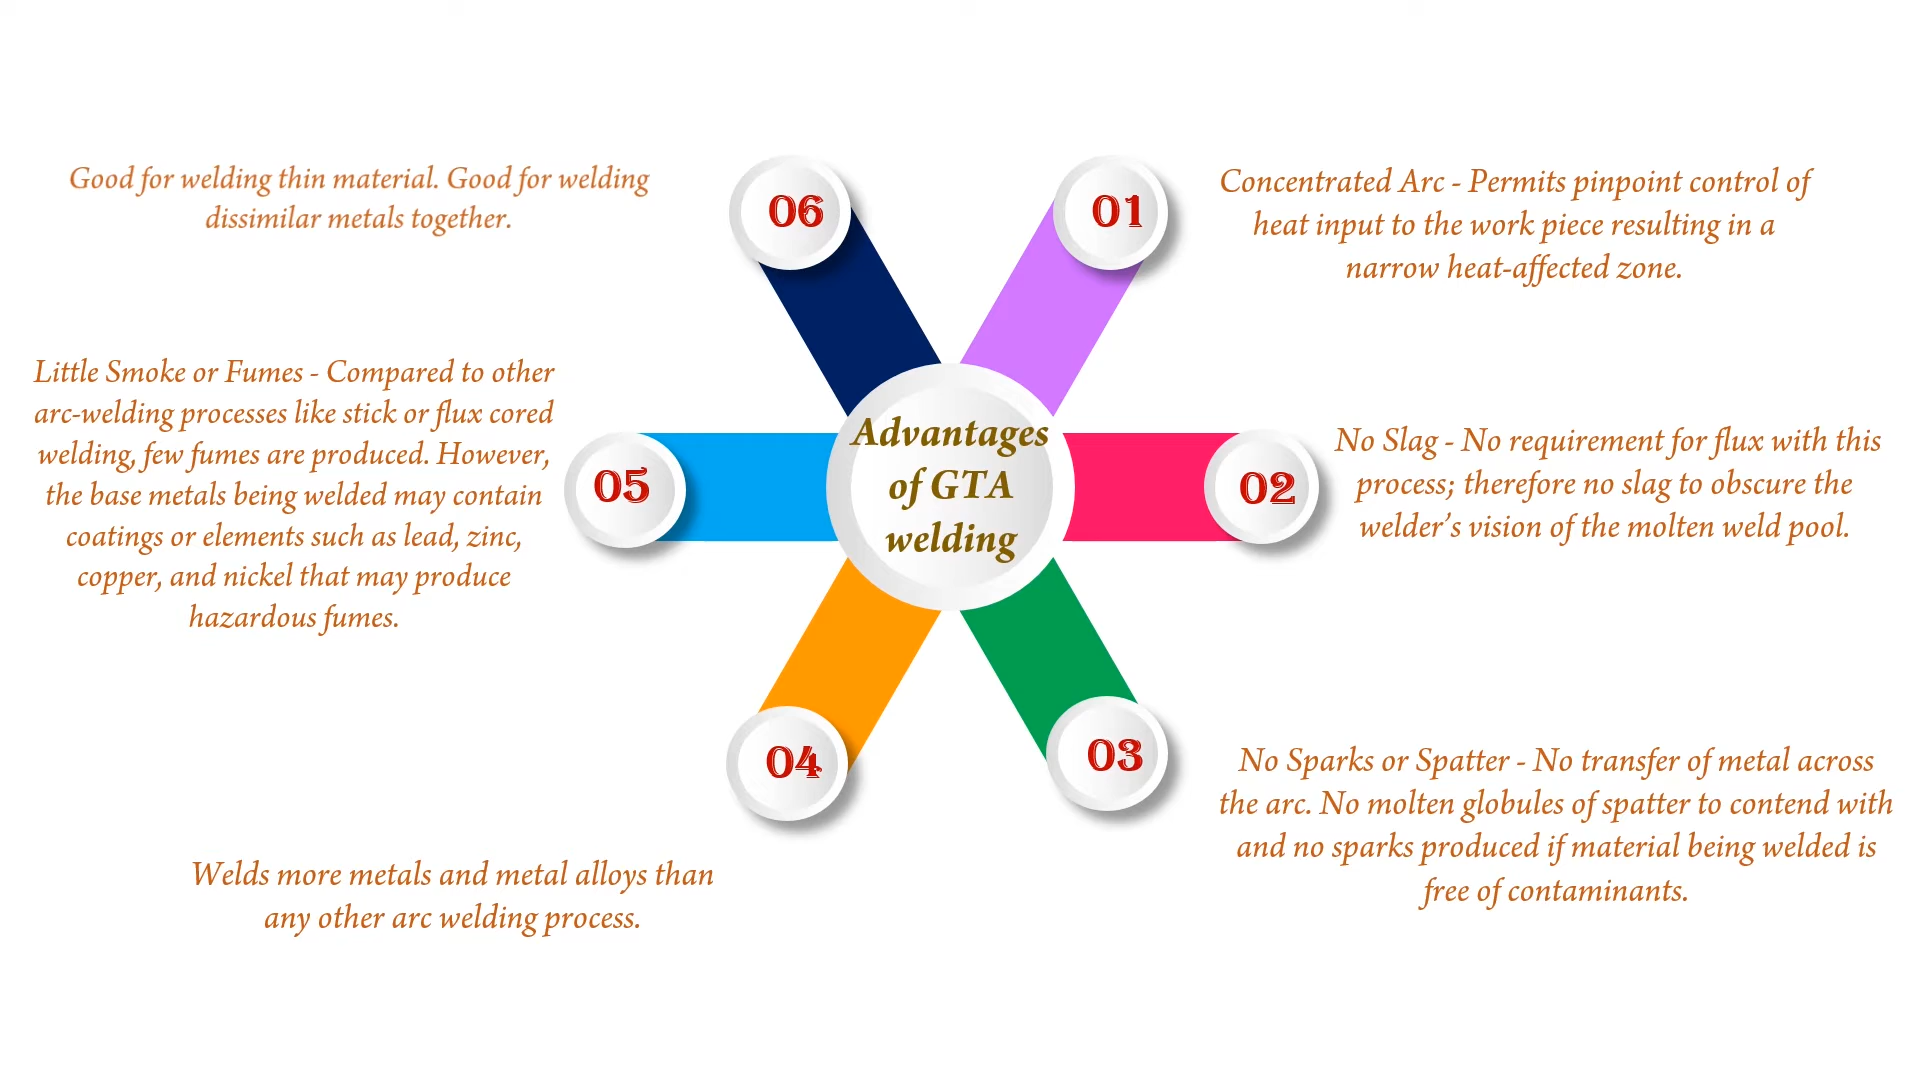 Advantages
of GTA
welding
01
Concentrated Arc - Permits pinpoint control of
heat input to the work piece resulting in a
narrow heat-affected zone.
02
No Slag - No requirement for flux with this
process; therefore no slag to obscure the
welder’s vision of the molten weld pool.
03
No Sparks or Spatter - No transfer of metal across
the arc. No molten globules of spatter to contend with
and no sparks produced if material being welded is
free of contaminants.
04
Welds more metals and metal alloys than
any other arc welding process.
05
Little Smoke or Fumes - Compared to other
arc-welding processes like stick or flux cored
welding, few fumes are produced. However,
the base metals being welded may contain
coatings or elements such as lead, zinc,
copper, and nickel that may produce
hazardous fumes.
06
Good for welding thin material. Good for welding
dissimilar metals together.